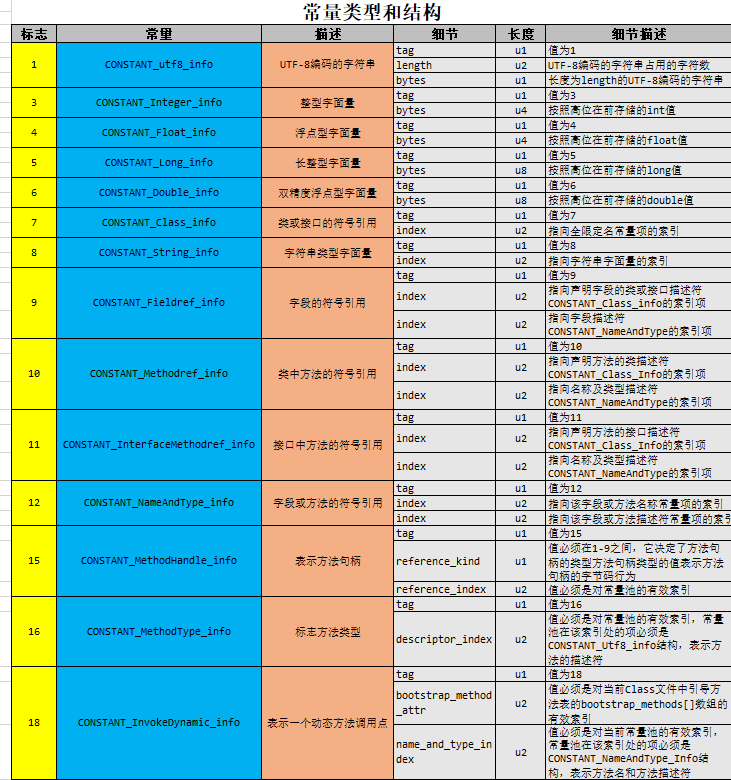 常量类型和结构
标志 常量 描述 细节 长度 细节描述
1 CONSTANT_utf8_info UTF-8编码的字符串
tag u1 值为1
length u2 UTF-8编码的字符串占用的字符数
bytes u1 长度为length的UTF-8编码的字符串
3 CONSTANT_Integer_info 整型字面量
tag u1 值为3
bytes u4 按照高位在前存储的int值
4 CONSTANT_Float_info 浮点型字面量
tag u1 值为4
bytes u4 按照高位在前存储的float值
5 CONSTANT_Long_info 长整型字面量
tag u1 值为5
bytes u8 按照高位在前存储的long值
6 CONSTANT_Double_info 双精度浮点型字面量
tag u1 值为6
bytes u8 按照高位在前存储的double值
7 CONSTANT_Class_info 类或接口的符号引用
tag u1 值为7
index u2 指向全限定名常量项的索引
8 CONSTANT_String_info 字符串类型字面量
tag u1 值为8
index u2 指向字符串字面量的索引
9 CONSTANT_Fieldref_info 字段的符号引用
tag u1 值为9
index u2 指向声明字段的类或接口描述符
CONSTANT_Class_info的索引项
index u2 指向字段描述符
CONSTANT_NameAndType的索引项
10 CONSTANT_Methodref_info 类中方法的符号引用
tag u1 值为10
index u2 指向声明方法的类描述符
CONSTANT_Class_Info的索引项
index u2 指向名称及类型描述符
CONSTANT_NameAndType的索引项
11 CONSTANT_InterfaceMethodref_info 接口中方法的符号引用
tag u1 值为11
index u2 指向声明方法的接口描述符
CONSTANT_Class_Info的索引项
index u2 指向名称及类型描述符
CONSTANT_NameAndType的索引项
12 CONSTANT_NameAndType_info 字段或方法的符号引用
tag u1 值为12
index u2 指向该字段或方法名称常量项的索引
index u2 指向该字段或方法描述符常量项的索引
15 CONSTANT_MethodHandle_info 表示方法句柄
tag u1 值为15
reference_kind u1 值必须在1-9之间，它决定了方法句
柄的类型方法句柄类型的值表示方法
句柄的字节码行为
reference_index u2 值必须是对常量池的有效索引
16 CONSTANT_MethodType_info 标志方法类型
tag u1 值为16
descriptor_index u2 值必须是对常量池的有效索引，常量
池在该索引处的项必须是
CONSTANT_Utf8_info结构，表示方
法的描述符
18 CONSTANT_InvokeDynamic_info 表示一个动态方法调用点
tag u1 值为18
bootstrap_method
_attr u2 值必须是对当前Class文件中引导方
法表的bootstrap_methods[]数组的
有效索引
name_and_type_in
dex u2 值必须是对当前常量池的有效索引，
常量池在该索引处的项必须是
CONSTANT_NameAndType_Info结
构，表示方法名和方法描述符